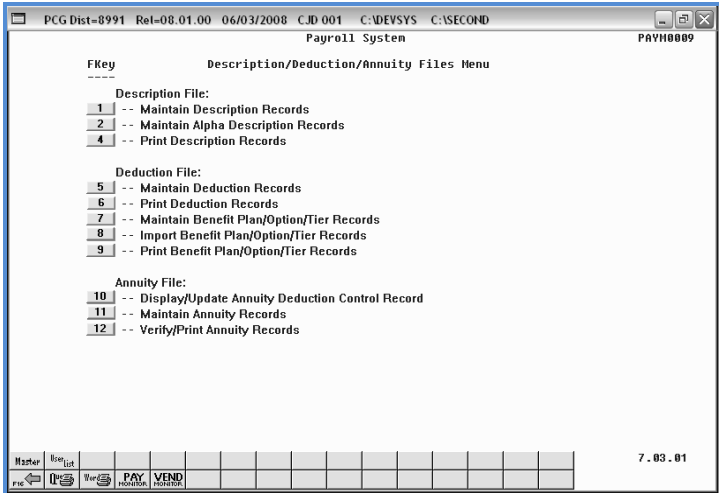 PCG Dist=8991 Rel=08.01.00 06/03/2008 CJD 001 C:\DEVSYS C:\SECOND
Payroll System PAYM0009
FKey Description/Deduction/Annuity Files Menu
----
Description File:
1 -- Maintain Description Records
2 -- Maintain Alpha Description Records
4 -- Print Description Records
Deduction File:
5 -- Maintain Deduction Records
6 -- Print Deduction Records
7 -- Maintain Benefit Plan/Option/Tier Records
8 -- Import Benefit Plan/Option/Tier Records
9 -- Print Benefit Plan/Option/Tier Records
Annuity File:
10 -- Display/Update Annuity Deduction Control Record
11 -- Maintain Annuity Records
12 -- Verify/Print Annuity Records
Master User List 7.03.01
F16 Que Word PAY MONITOR VEND MONITOR